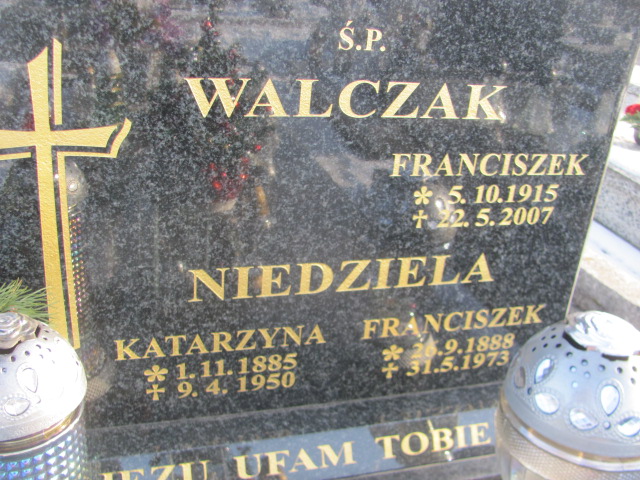 Ś.P.
WALCZAK
FRANCISZEK
* 5.10.1915
✝ 22.5.2007
NIEDZIELA
KATARZYNA
* 1.11.1885
✝ 9.4.1950
FRANCISZEK
* 26.9.1888
✝ 31.5.1973
JEZU UFAM TOBIE